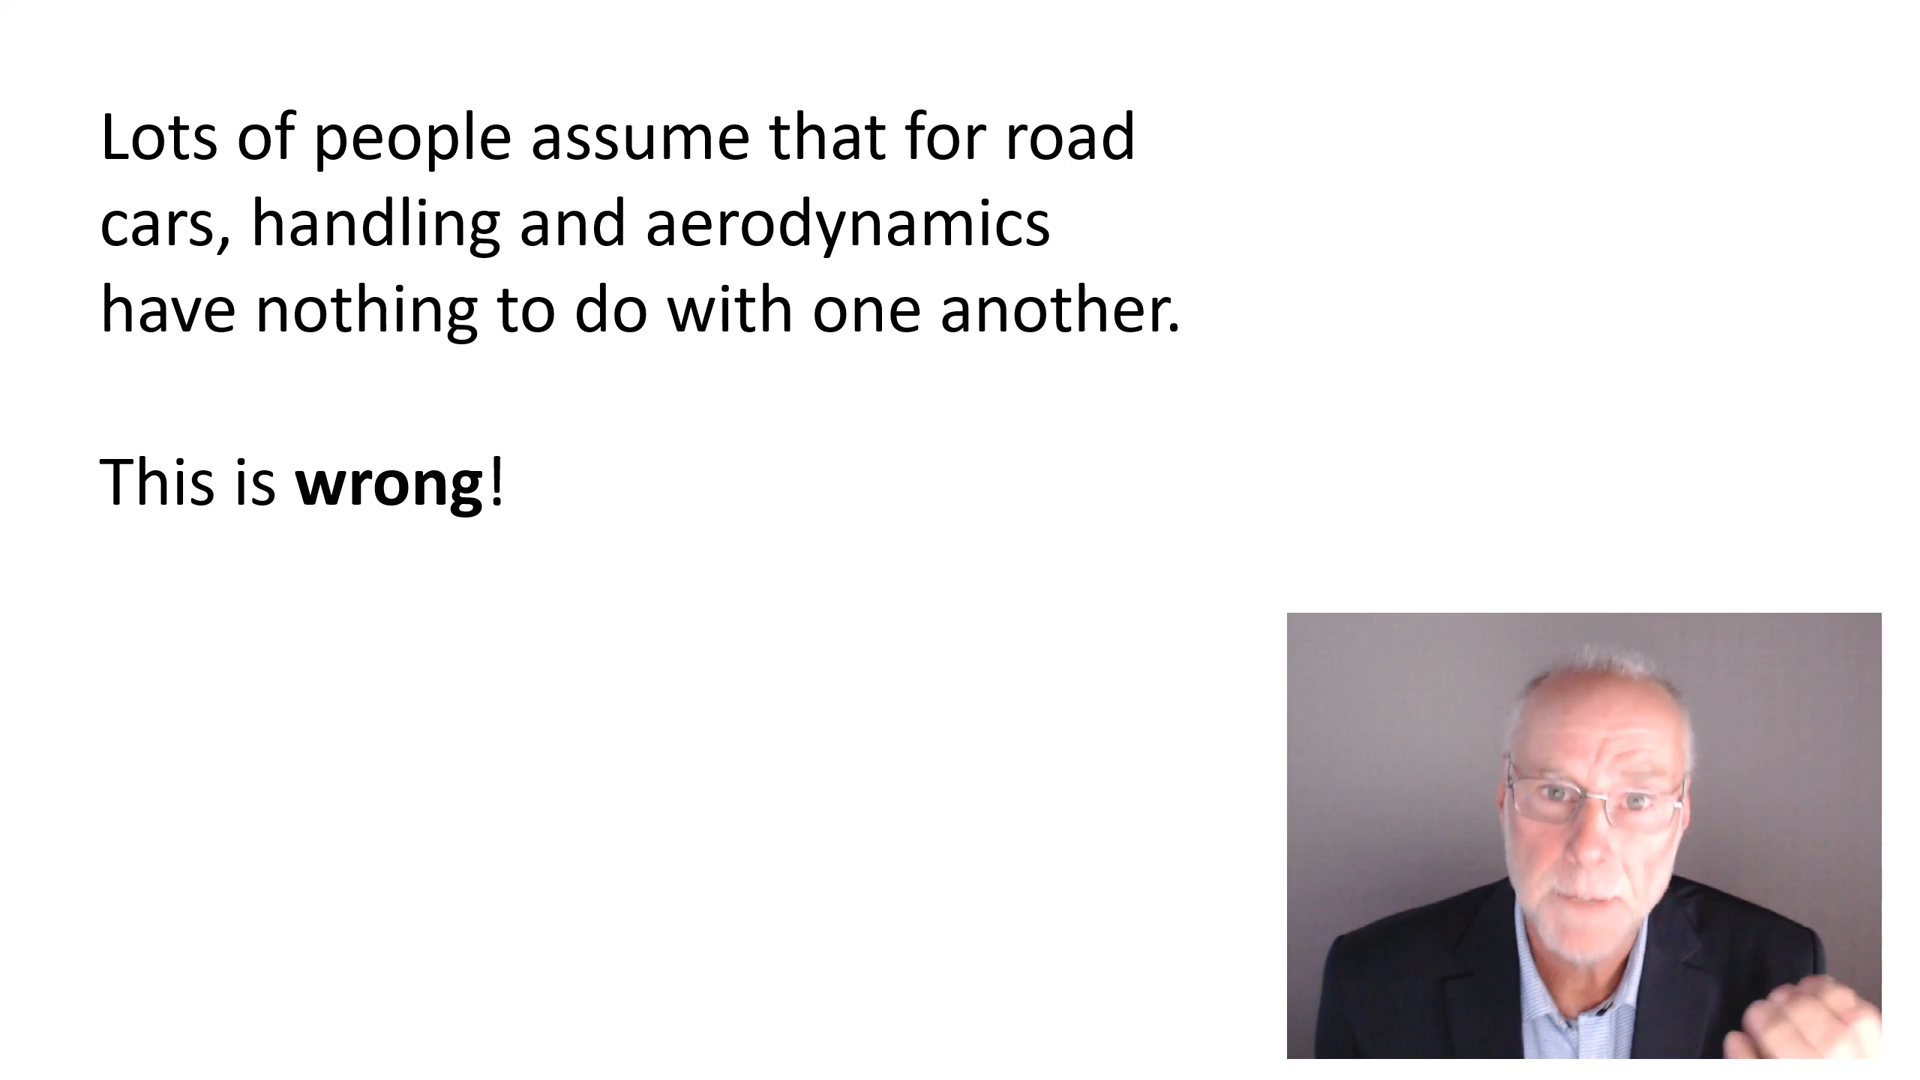 Lots of people assume that for road
cars, handling and aerodynamics
have nothing to do with one another.
This is wrong!